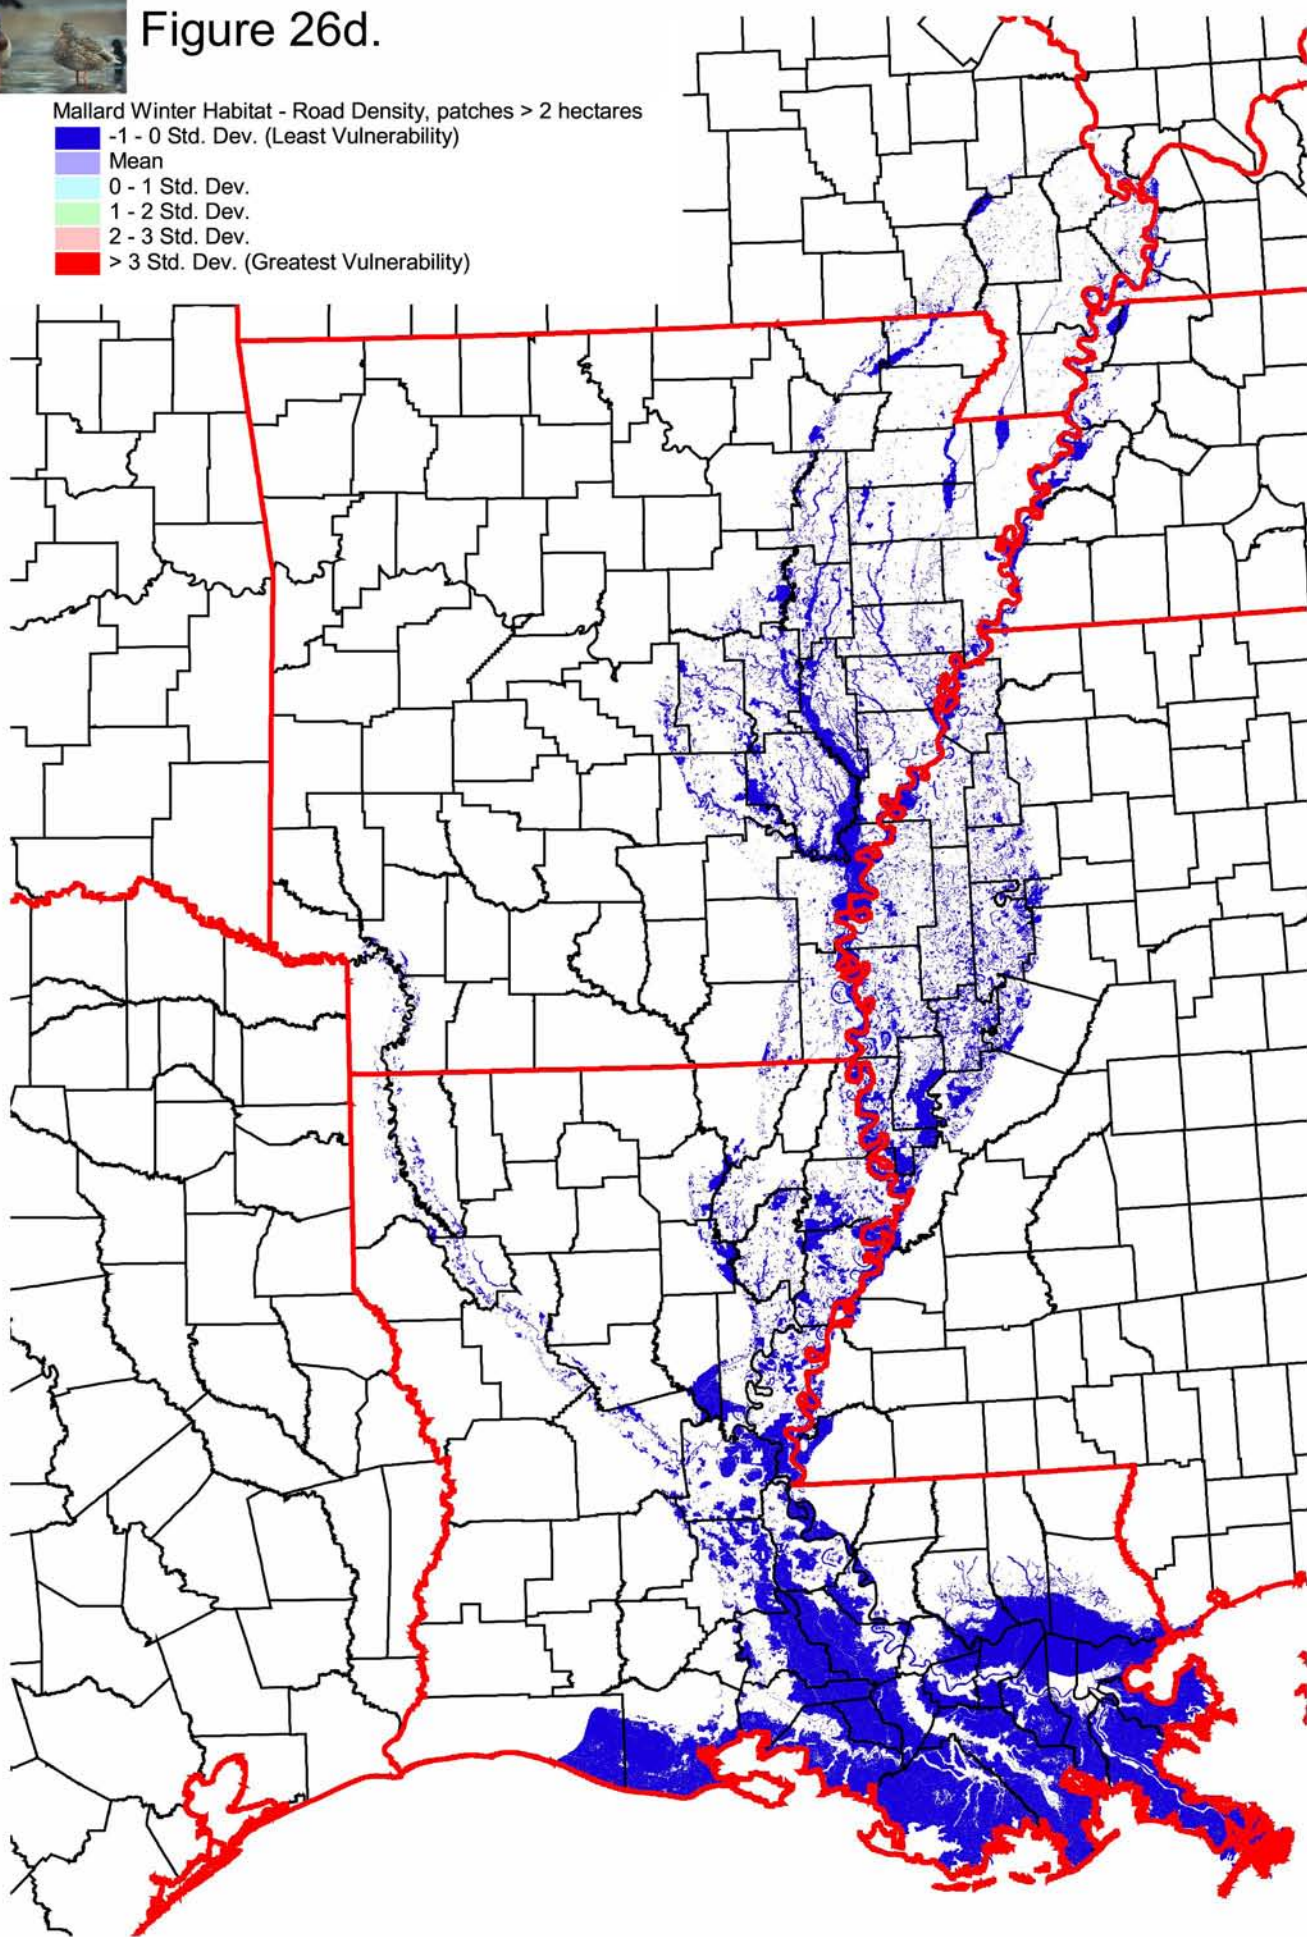 Figure 26d.
Mallard Winter Habitat - Road Density, patches > 2 hectares
-1 - 0 Std. Dev. (Least Vulnerability)
Mean
0 - 1 Std. Dev.
1 - 2 Std. Dev.
2 - 3 Std. Dev.
> 3 Std. Dev. (Greatest Vulnerability)